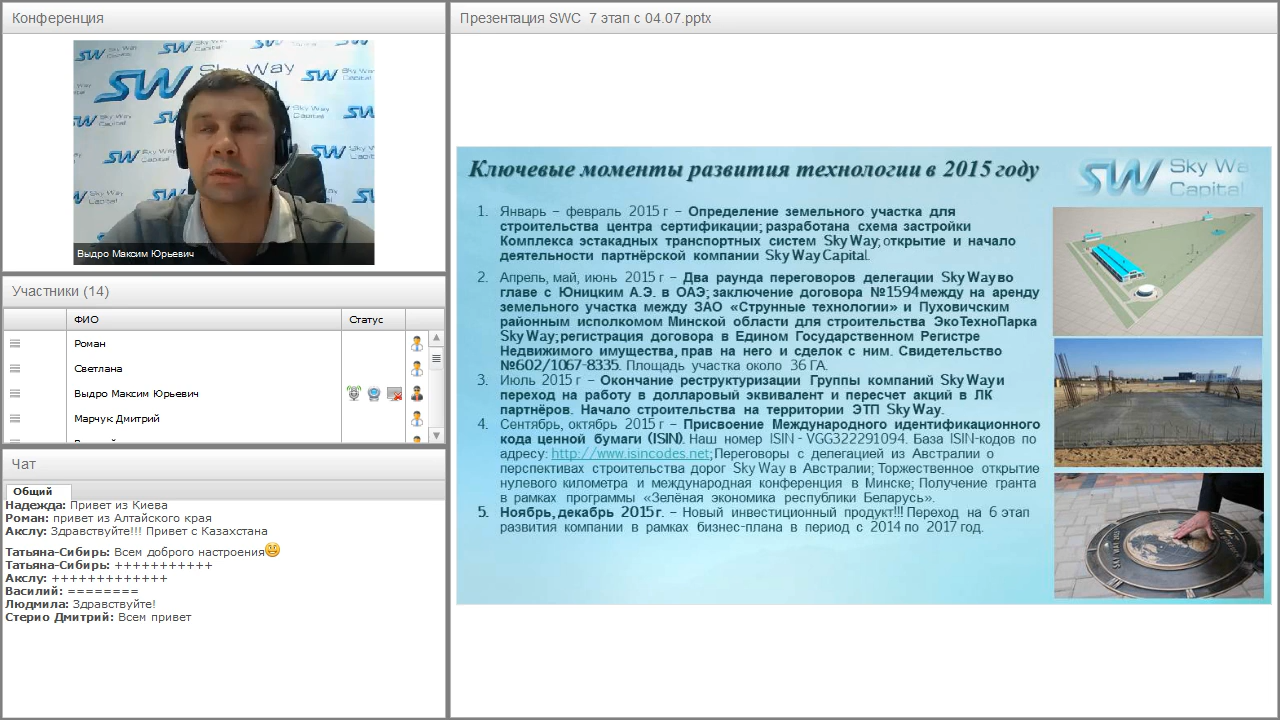 Конференция
SW
Sky Way
Capital
Выдро Максим Юрьевич
Участники (14)
ФИО
Статус
Роман
Светлана
Выдро Максим Юрьевич
Марчук Дмитрий
Чат
Общий
Надежда: Привет из Киева
Роман: привет из Алтайского края
Акслу: Здравствуйте!!! Привет с Казахстана
Татьяна-Сибирь: Всем доброго настроения
Татьяна-Сибирь: +++++++++++
Акслу: +++++++++++++
Василий: ========
Людмила: Здравствуйте!
Стерио Дмитрий: Всем привет
Презентация SWC 7 этап с 04.07.pptx
Ключевые моменты развития технологии в 2015 году
SW Sky Wa
Capital
1. Январь – февраль 2015 г – Определение земельного участка для
строительства центра сертификации; разработана схема застройки
Комплекса эстакадных транспортных систем Sky Way; открытие и начало
деятельности партнёрской компании Sky Way Capital.
2. Апрель, май, июнь 2015 г – Два раунда переговоров делегации Sky Way во
главе с Юницким А.Э. в ОАЭ; заключение договора №1594 между на аренду
земельного участка между ЗАО «Струнные технологии» и Пуховичским
районным исполкомом Минской области для строительства ЭкоТехноПарка
Sky Way; регистрация договора в Едином Государственном Регистре
Недвижимого имущества, прав на него и сделок с ним. Свидетельство
№602/1067-8335. Площадь участка около 36 ГА.
3. Июль 2015 г – Окончание реструктуризации Группы компаний Sky Way и
переход на работу в долларовый эквивалент и пересчет акций в ЛК
партнёров. Начало строительства на территории ЭТП Sky Way.
4. Сентябрь, октябрь 2015 г – Присвоение Международного идентификационного
кода ценной бумаги (ISIN). Наш номер ISIN - VGG322291094. База ISIN-кодов по
адресу: http://www.isincodes.net; Переговоры с делегацией из Австралии о
перспективах строительства дорог Sky Way в Австралии; Торжественное открытие
нулевого километра и международная конференция в Минске; Получение гранта
в рамках программы «Зелёная экономика республики Беларусь».
5. Ноябрь, декабрь 2015 г. – Новый инвестиционный продукт!!! Переход на 6 этап
развития компании в рамках бизнес-плана в период с 2014 по 2017 год.